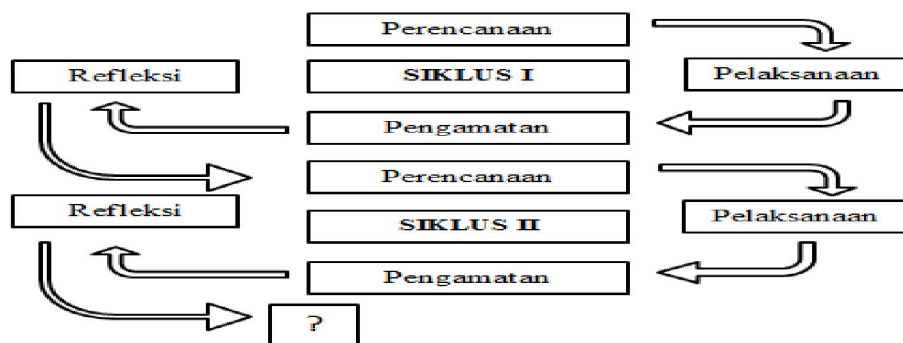 Perencanaan
Refleksi
SIKLUS I
Pelaksanaan
Pengamatan
Perencanaan
Refleksi
SIKLUS II
Pelaksanaan
Pengamatan
?